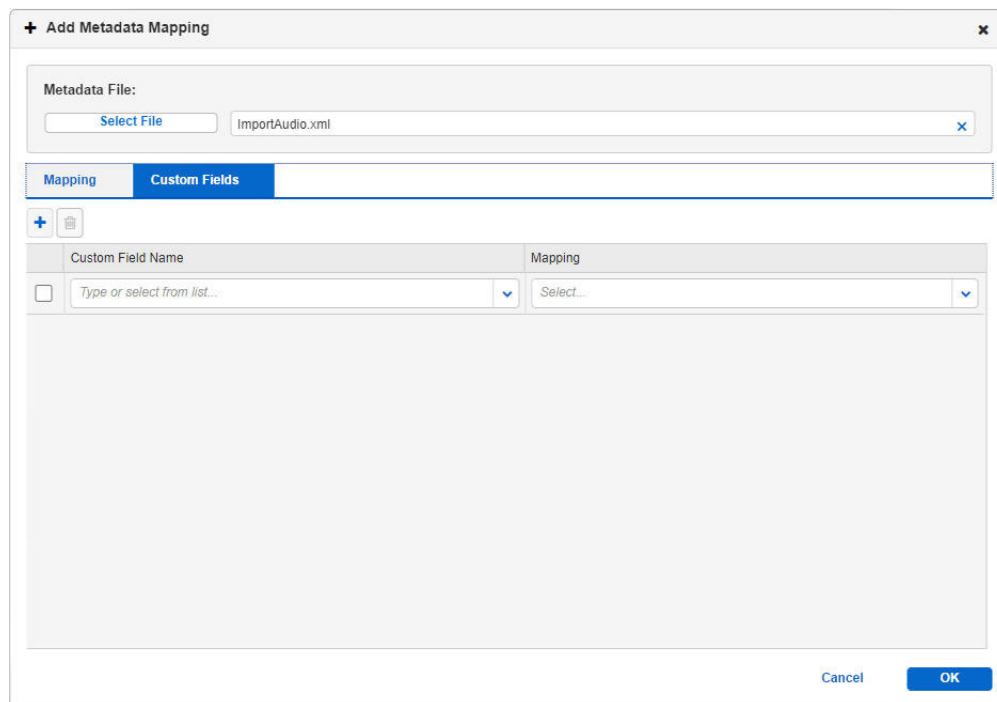 Add Metadata Mapping
Metadata File:
Select File ImportAudio.xml
Mapping Custom Fields
Custom Field Name Mapping
Type or select from list... Select...
Cancel OK